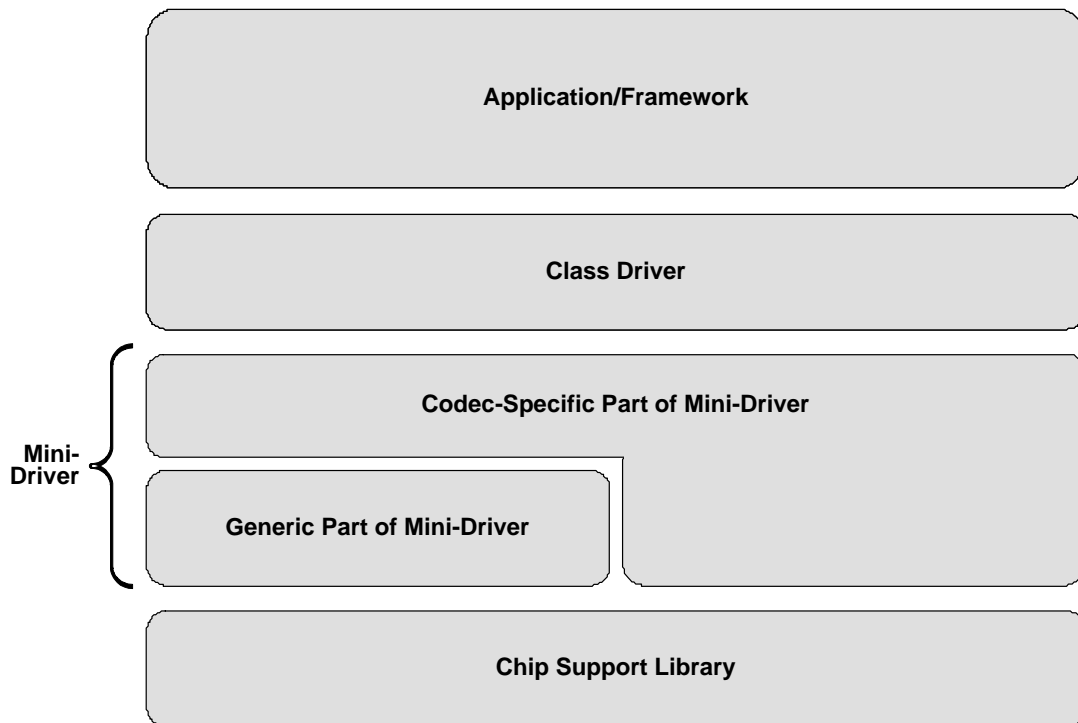 Application/Framework
Class Driver
Codec-Specific Part of Mini-Driver
Mini-
Driver
Generic Part of Mini-Driver
Chip Support Library